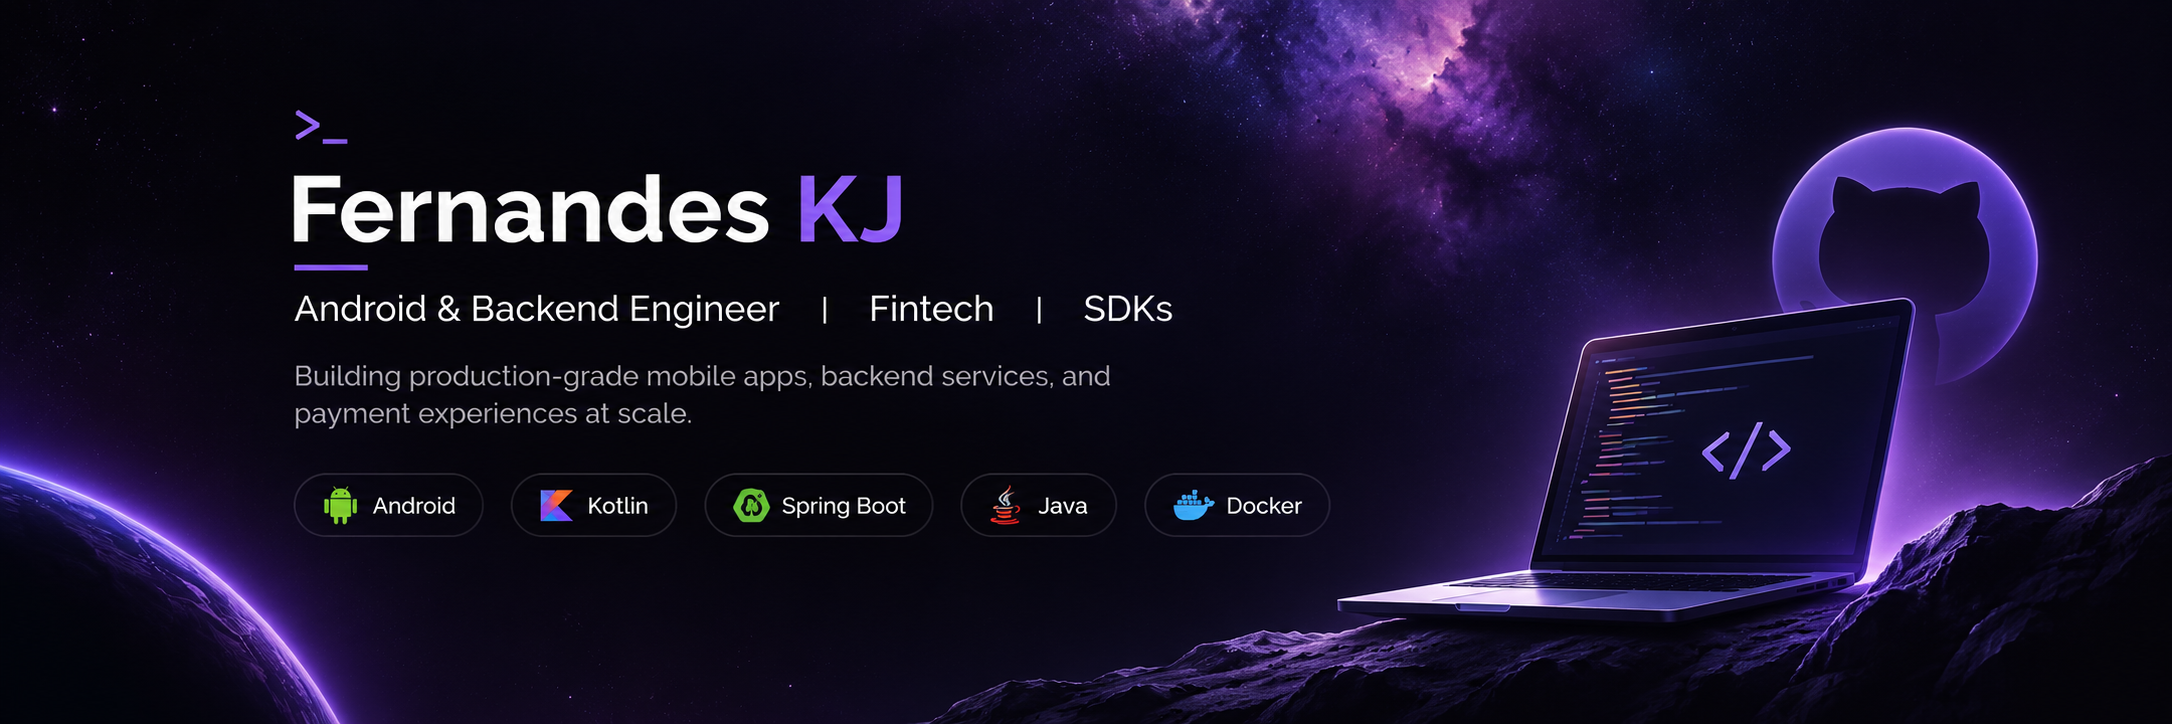 >_
Fernandes KJ
Android & Backend Engineer | Fintech | SDKs
Building production-grade mobile apps, backend services, and
payment experiences at scale.
Android
Kotlin
Spring Boot
Java
Docker
</>